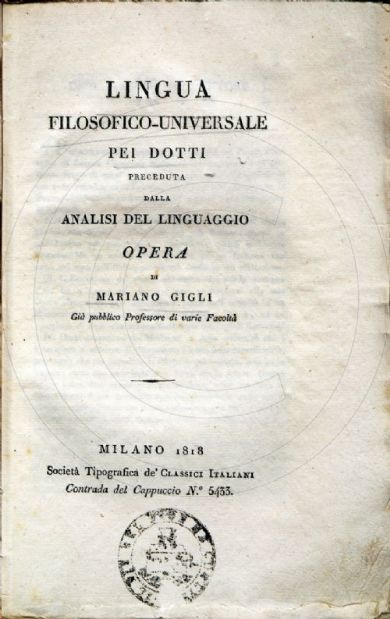 LINGUA
FILOSOFICO-UNIVERSALE
PEI DOTTI
PRECEDUTA
DALLA
ANALISI DEL LINGUAGGIO
OPERA
DI
MARIANO GIGLI
Già pubblico Professore di varie Facoltà
MILANO 1818
Società Tipografica de' CLASSICI ITALIANI
Contrada del Cappuccio N.° 5433.